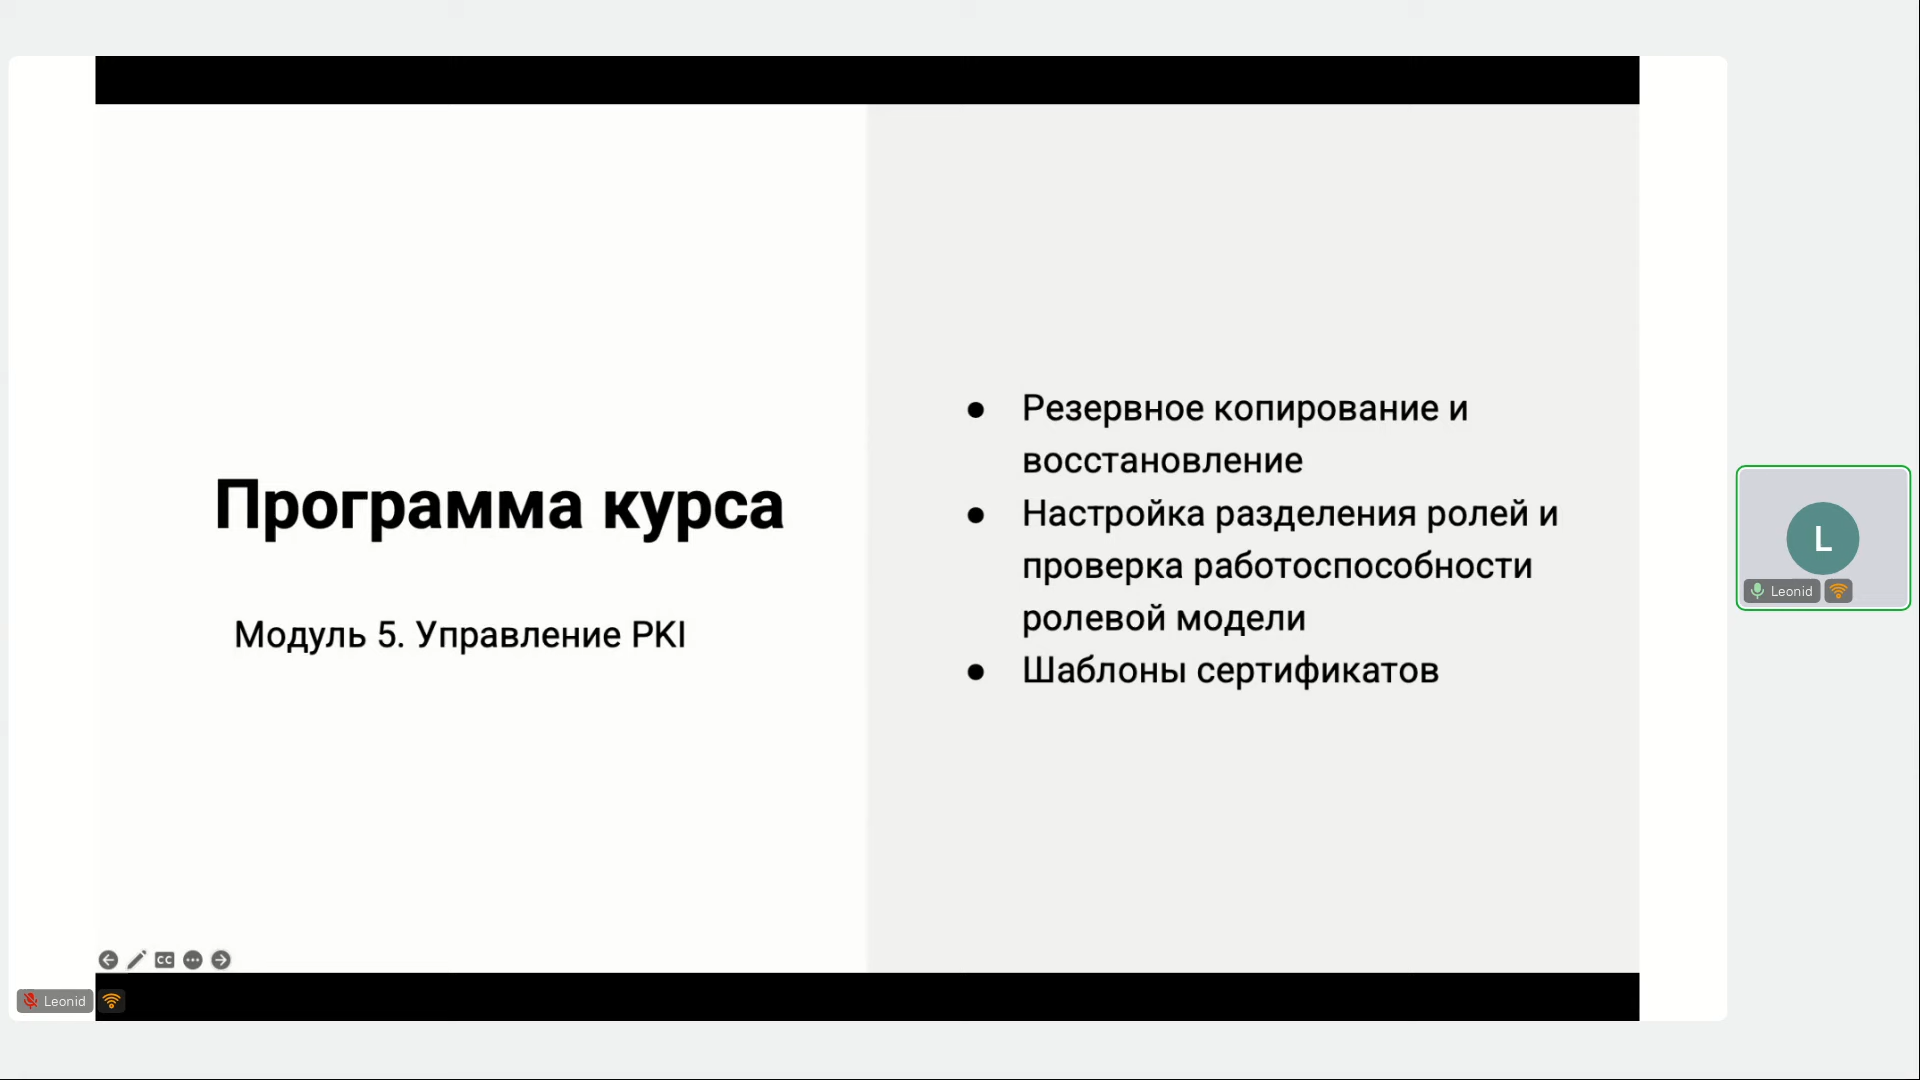 Программа курса
Модуль 5. Управление PKI
● Резервное копирование и
восстановление
● Настройка разделения ролей и
проверка работоспособности
ролевой модели
● Шаблоны сертификатов
L
Leonid
CC
Leonid